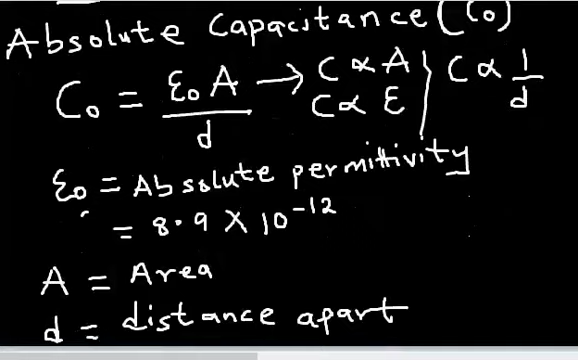 Absolute Capacitance (C₀)
C₀ = ε₀A / d → C ∝ A } C ∝ 1/d
C ∝ ε
ε₀ = Absolute permittivity
= 8.9 × 10⁻¹²
A = Area
d = distance apart